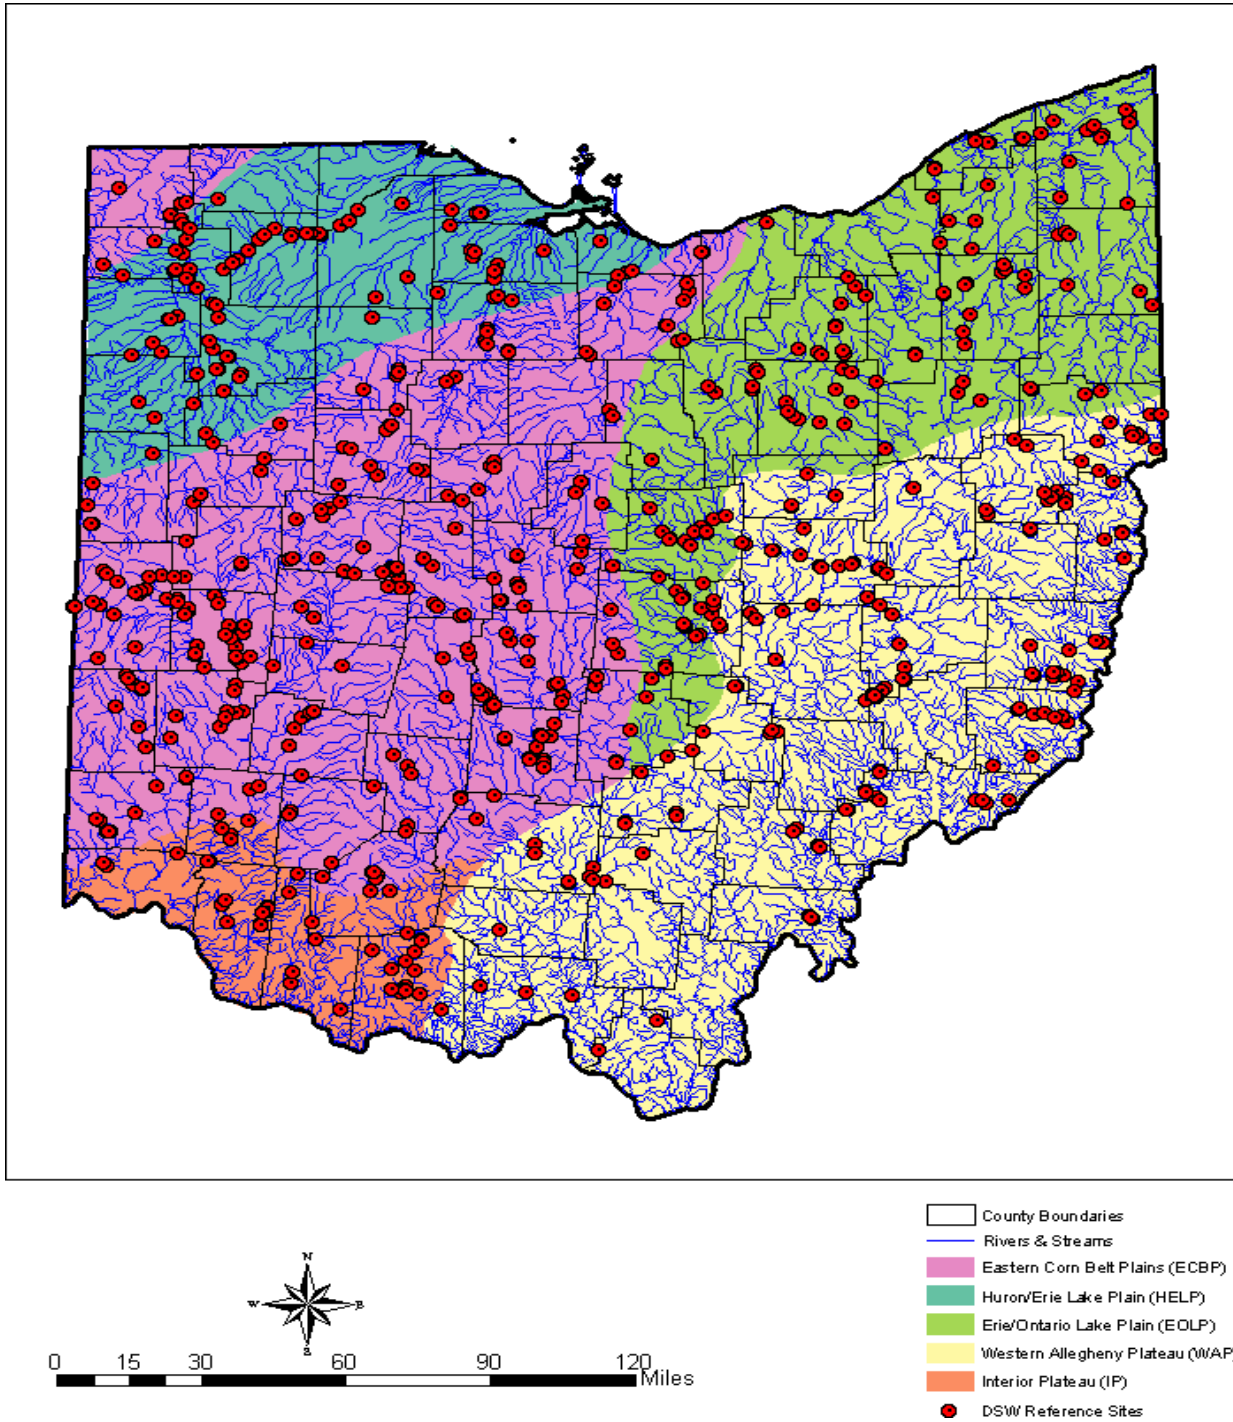 N
W
E
S
0 15 30 60 90 120
Miles
County Boundaries
Rivers & Streams
Eastern Corn Belt Plains (ECBP)
Huron/Erie Lake Plain (HELP)
Erie/Ontario Lake Plain (EOLP)
Western Allegheny Plateau (WAP)
Interior Plateau (IP)
DSW Reference Sites